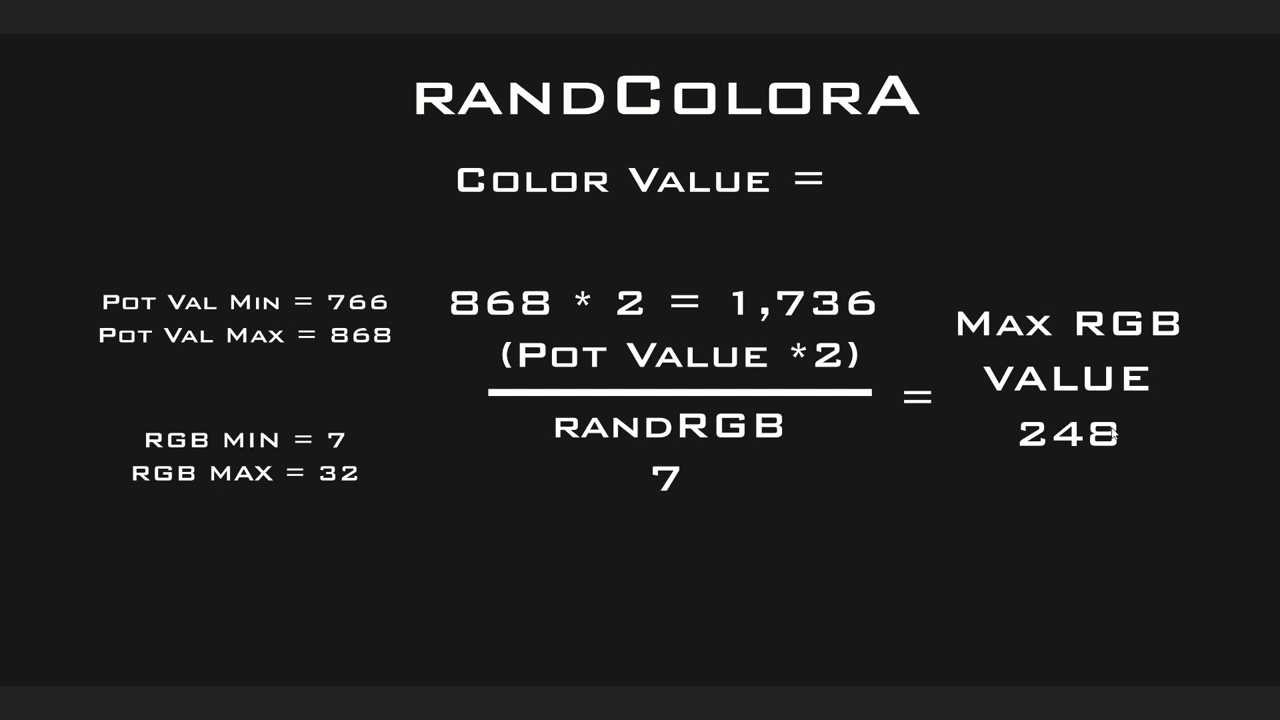 randColorA
Color Value =
Pot Val Min = 766
Pot Val Max = 868
868 * 2 = 1,736
(Pot Value *2)
randRGB
7
=
Max RGB
value
248
RGB min = 7
RGB max = 32